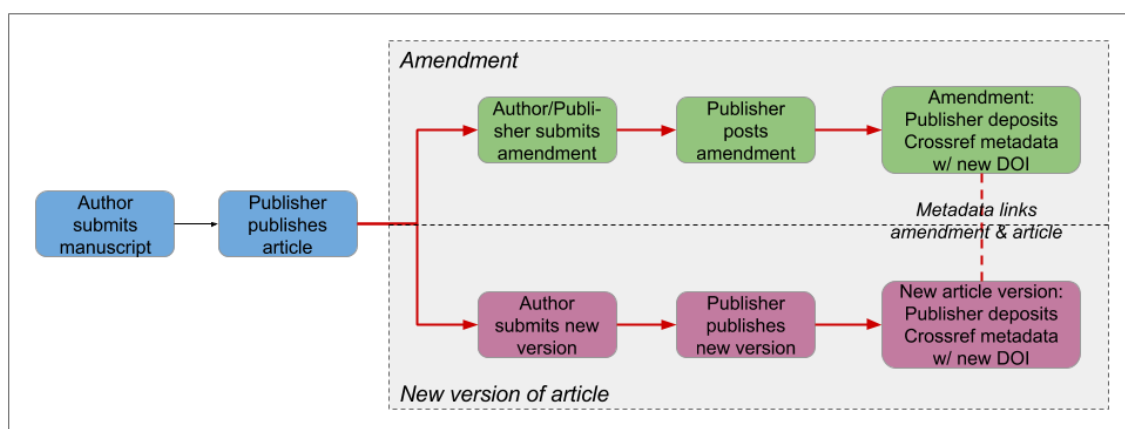 Amendment
Author/Publi-
sher submits
amendment
Publisher
posts
amendment
Amendment:
Publisher deposits
Crossref metadata
w/ new DOI
Author
submits
manuscript
Publisher
publishes
article
Metadata links
amendment & article
Author
submits new
version
Publisher
publishes
new version
New article version:
Publisher deposits
Crossref metadata
w/ new DOI
New version of article